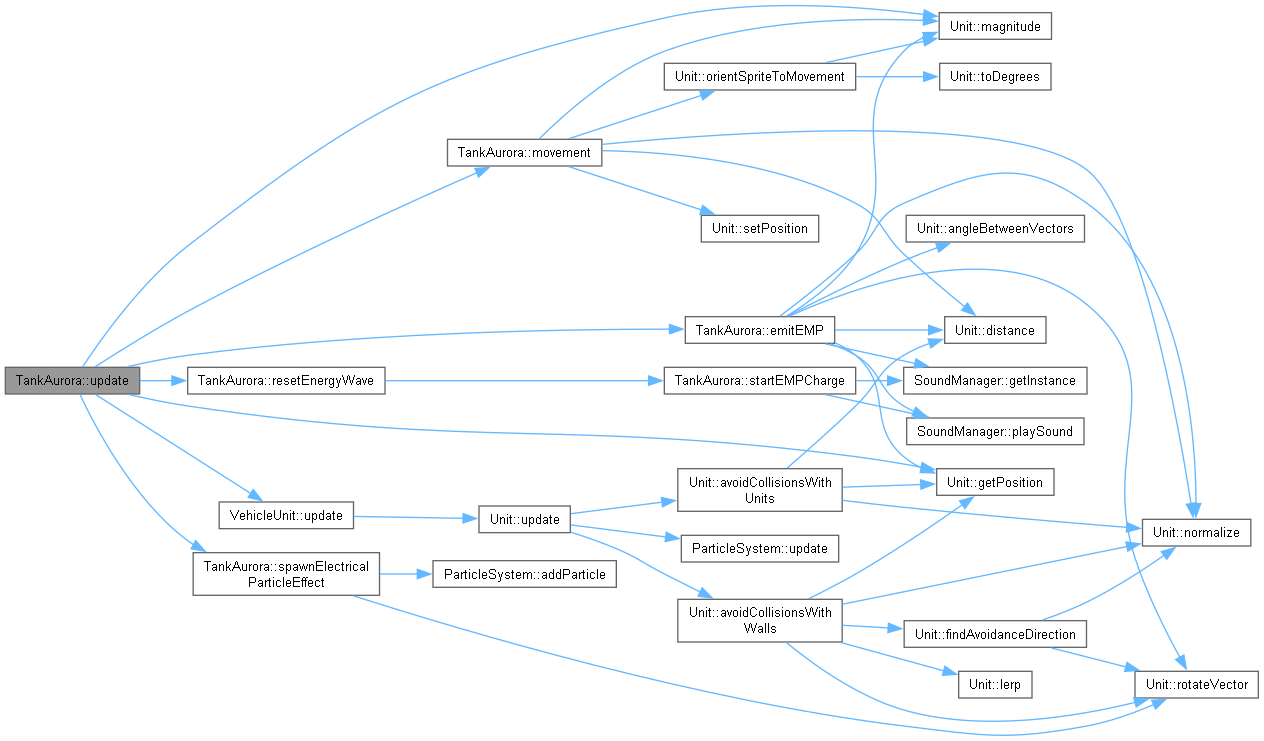 Unit::magnitude
Unit::orientSpriteToMovement
Unit::toDegrees
TankAurora::movement
Unit::setPosition
Unit::angleBetweenVectors
TankAurora::emitEMP
Unit::distance
TankAurora::update
TankAurora::resetEnergyWave
TankAurora::startEMPCharge
SoundManager::getInstance
SoundManager::playSound
Unit::avoidCollisionsWith
Units
Unit::getPosition
VehicleUnit::update
Unit::update
Unit::normalize
ParticleSystem::update
TankAurora::spawnElectrical
ParticleEffect
ParticleSystem::addParticle
Unit::avoidCollisionsWith
Walls
Unit::findAvoidanceDirection
Unit::lerp
Unit::rotateVector